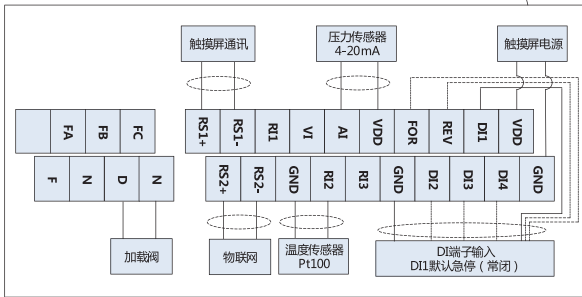 触摸屏通讯
压力传感器
4-20mA
触摸屏电源
FA
FB
FC
RS1+
RS1-
RI1
VI
AI
VDD
FOR
REV
DI1
VDD
F
N
D
N
RS2+
RS2-
GND
RI2
RI3
GND
DI2
DI3
DI4
GND
加载阀
物联网
温度传感器
Pt100
DI端子输入
DI1默认急停（常闭）